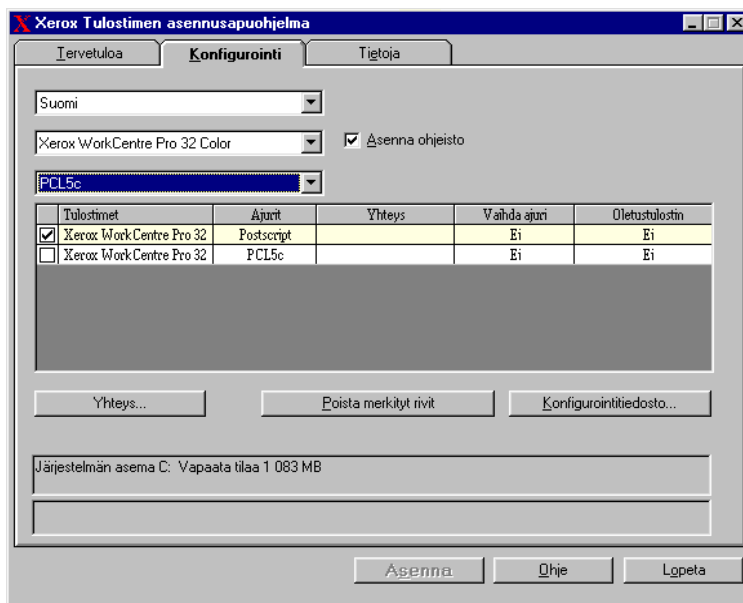 Xerox Tulostimen asennusapuohjelma
Tervetuloa Konfigurointi Tietoja
Suomi
Xerox WorkCentre Pro 32 Color Asenna ohjeisto
PCL5c
Tulostimet Ajurit Yhteys Vaihda ajuri Oletustulostin
Xerox WorkCentre Pro 32 Postscript Ei Ei
Xerox WorkCentre Pro 32 PCL5c Ei Ei
Yhteys... Poista merkityt rivit Konfigurointitiedosto...
Järjestelmän asema C: Vapaata tilaa 1 083 MB
Asenna Ohje Lopeta